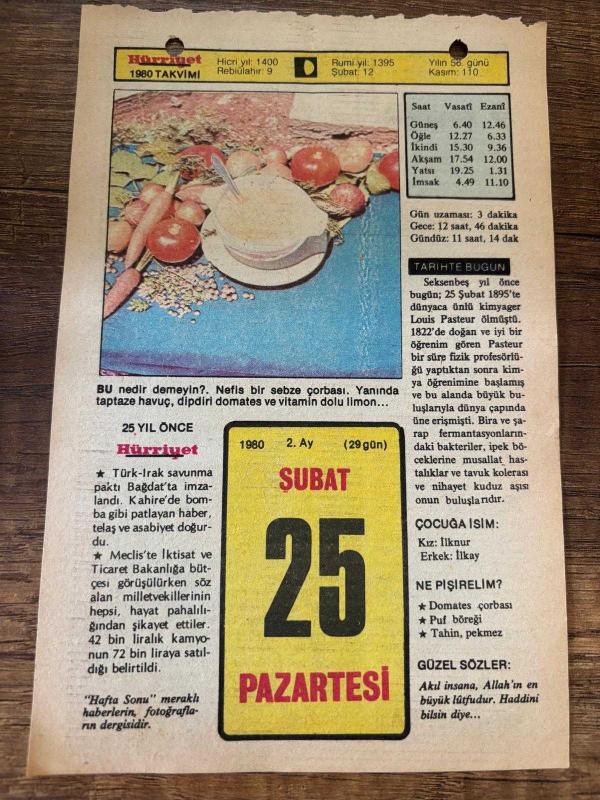 Hürriyet
1980 TAKVİMİ
Hicri yıl: 1400
Rebiülahır: 9
Rumi yıl: 1395
Şubat: 12
Yılın 56. günü
Kasım: 110
Saat Vasatî Ezanî
Güneş 6.40 12.46
Öğle 12.27 6.33
İkindi 15.30 9.36
Akşam 17.54 12.00
Yatsı 19.25 1.31
İmsak 4.49 11.10
Gün uzaması: 3 dakika
Gece: 12 saat, 46 dakika
Gündüz: 11 saat, 14 dak
TARİHTE BUGÜN
Seksenbeş yıl önce
bugün; 25 Şubat 1895'te
dünyaca ünlü kimyager
Louis Pasteur ölmüştü.
1822'de doğan ve iyi bir
öğrenim gören Pasteur
bir süre fizik profesörlü-
ğü yaptıktan sonra kim-
ya öğrenimine başlamış
ve bu alanda büyük bu-
luşlarıyla dünya çapında
üne erişmişti. Bira ve şa-
rap fermantasyonların-
daki bakteriler, ipek bö-
ceklerine musallat has-
talıklar ve tavuk kolerası
ve nihayet kuduz aşısı
onun buluşlarıdır.
BU nedir demeyin?. Nefis bir sebze çorbası. Yanında
taptaze havuç, dipdiri domates ve vitamin dolu limon...
25 YIL ÖNCE
Hürriyet
★ Türk-Irak savunma
paktı Bağdat'ta imza-
landı. Kahire'de bom-
ba gibi patlayan haber,
telaş ve asabiyet doğur-
du.
★ Meclis'te İktisat ve
Ticaret Bakanlığa büt-
çesi görüşülürken söz
alan milletvekillerinin
hepsi, hayat pahalılı-
ğından şikayet ettiler.
42 bin liralık kamyo-
nun 72 bin liraya satıl-
dığı belirtildi.
"Hafta Sonu" meraklı
haberlerin, fotoğrafla-
rın dergisidir.
1980 2. Ay (29 gün)
ŞUBAT
25
PAZARTESİ
ÇOCUĞA İSİM:
Kız: İlknur
Erkek: İlkay
NE PİŞİRELİM?
★ Domates çorbası
★ Puf böreği
★ Tahin, pekmez
GÜZEL SÖZLER:
Akıl insana, Allah'ın en
büyük lûtfudur. Haddini
bilsin diye...